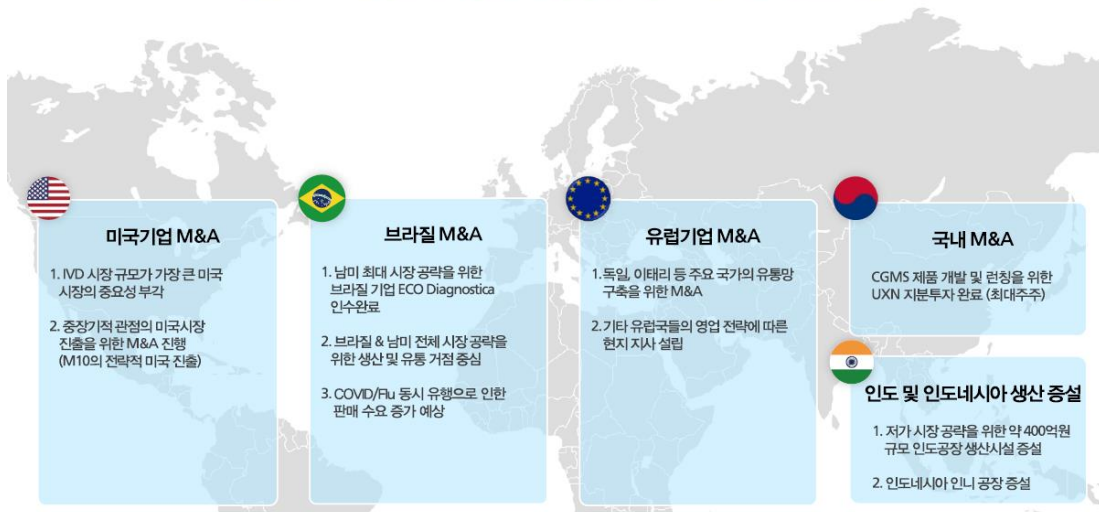 미국기업 M&A
1. IVD 시장 규모가 가장 큰 미국
시장의 중요성 부각
2. 중장기적 관점의 미국시장
진출을 위한 M&A 진행
(M10의 전략적 미국 진출)
브라질 M&A
1. 남미 최대 시장 공략을 위한
브라질 기업 ECO Diagnostica
인수완료
2. 브라질 & 남미 전체 시장 공략을
위한 생산 및 유통 거점 중심
3. COVID/Flu 동시 유행으로 인한
판매 수요 증가 예상
유럽기업 M&A
1. 독일, 이태리 등 주요 국가의 유통망
구축을 위한 M&A
2. 기타 유럽국들의 영업 전략에 따른
현지 지사 설립
국내 M&A
CGMS 제품 개발 및 런칭을 위한
UXN 지분투자 완료 (최대주주)
인도 및 인도네시아 생산 증설
1. 저가 시장 공략을 위한 약 400억원
규모 인도공장 생산시설 증설
2. 인도네시아 인니 공장 증설